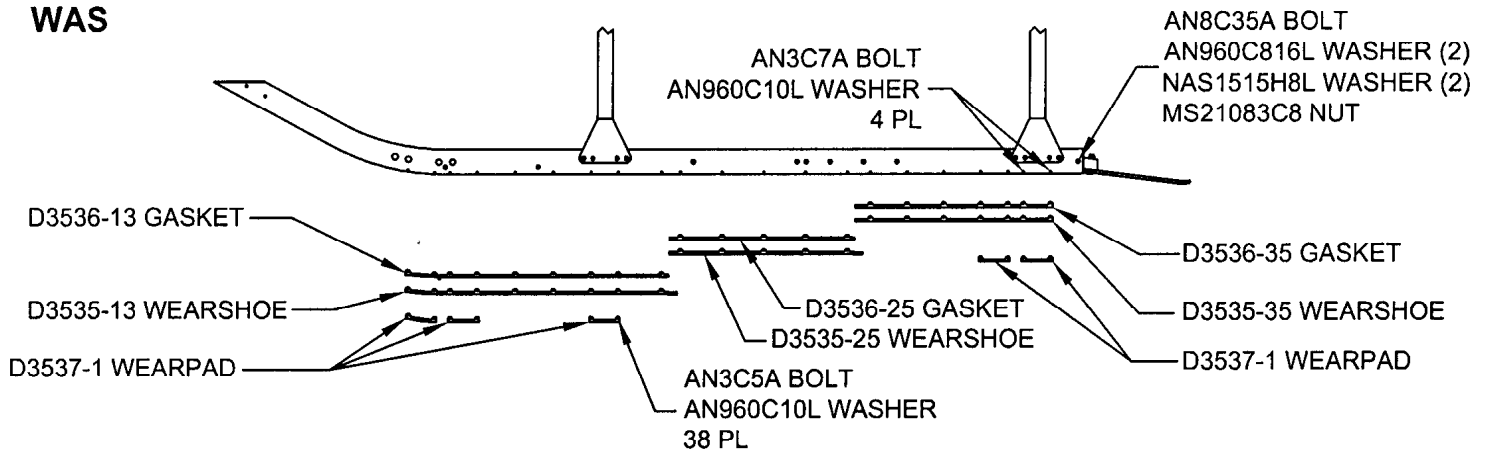 WAS
AN3C7A BOLT
AN960C10L WASHER
4 PL
AN8C35A BOLT
AN960C816L WASHER (2)
NAS1515H8L WASHER (2)
MS21083C8 NUT
D3536-13 GASKET
D3535-13 WEARSHOE
D3537-1 WEARPAD
AN3C5A BOLT
AN960C10L WASHER
38 PL
D3536-25 GASKET
D3535-25 WEARSHOE
D3536-35 GASKET
D3535-35 WEARSHOE
D3537-1 WEARPAD